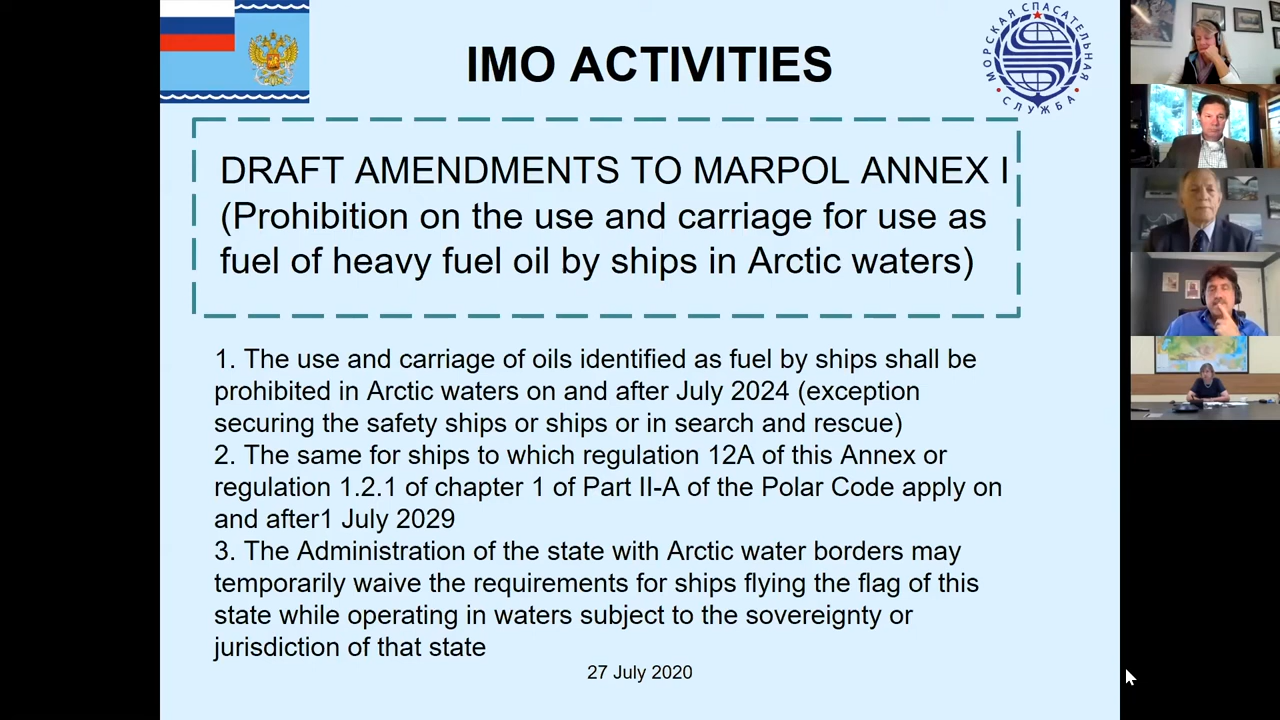 IMO ACTIVITIES
МОРСКАЯ СПАСАТЕЛЬНАЯ
СЛУЖБА
DRAFT AMENDMENTS TO MARPOL ANNEX I
(Prohibition on the use and carriage for use as
fuel of heavy fuel oil by ships in Arctic waters)
1. The use and carriage of oils identified as fuel by ships shall be
prohibited in Arctic waters on and after July 2024 (exception
securing the safety ships or ships or in search and rescue)
2. The same for ships to which regulation 12A of this Annex or
regulation 1.2.1 of chapter 1 of Part II-A of the Polar Code apply on
and after1 July 2029
3. The Administration of the state with Arctic water borders may
temporarily waive the requirements for ships flying the flag of this
state while operating in waters subject to the sovereignty or
jurisdiction of that state
27 July 2020